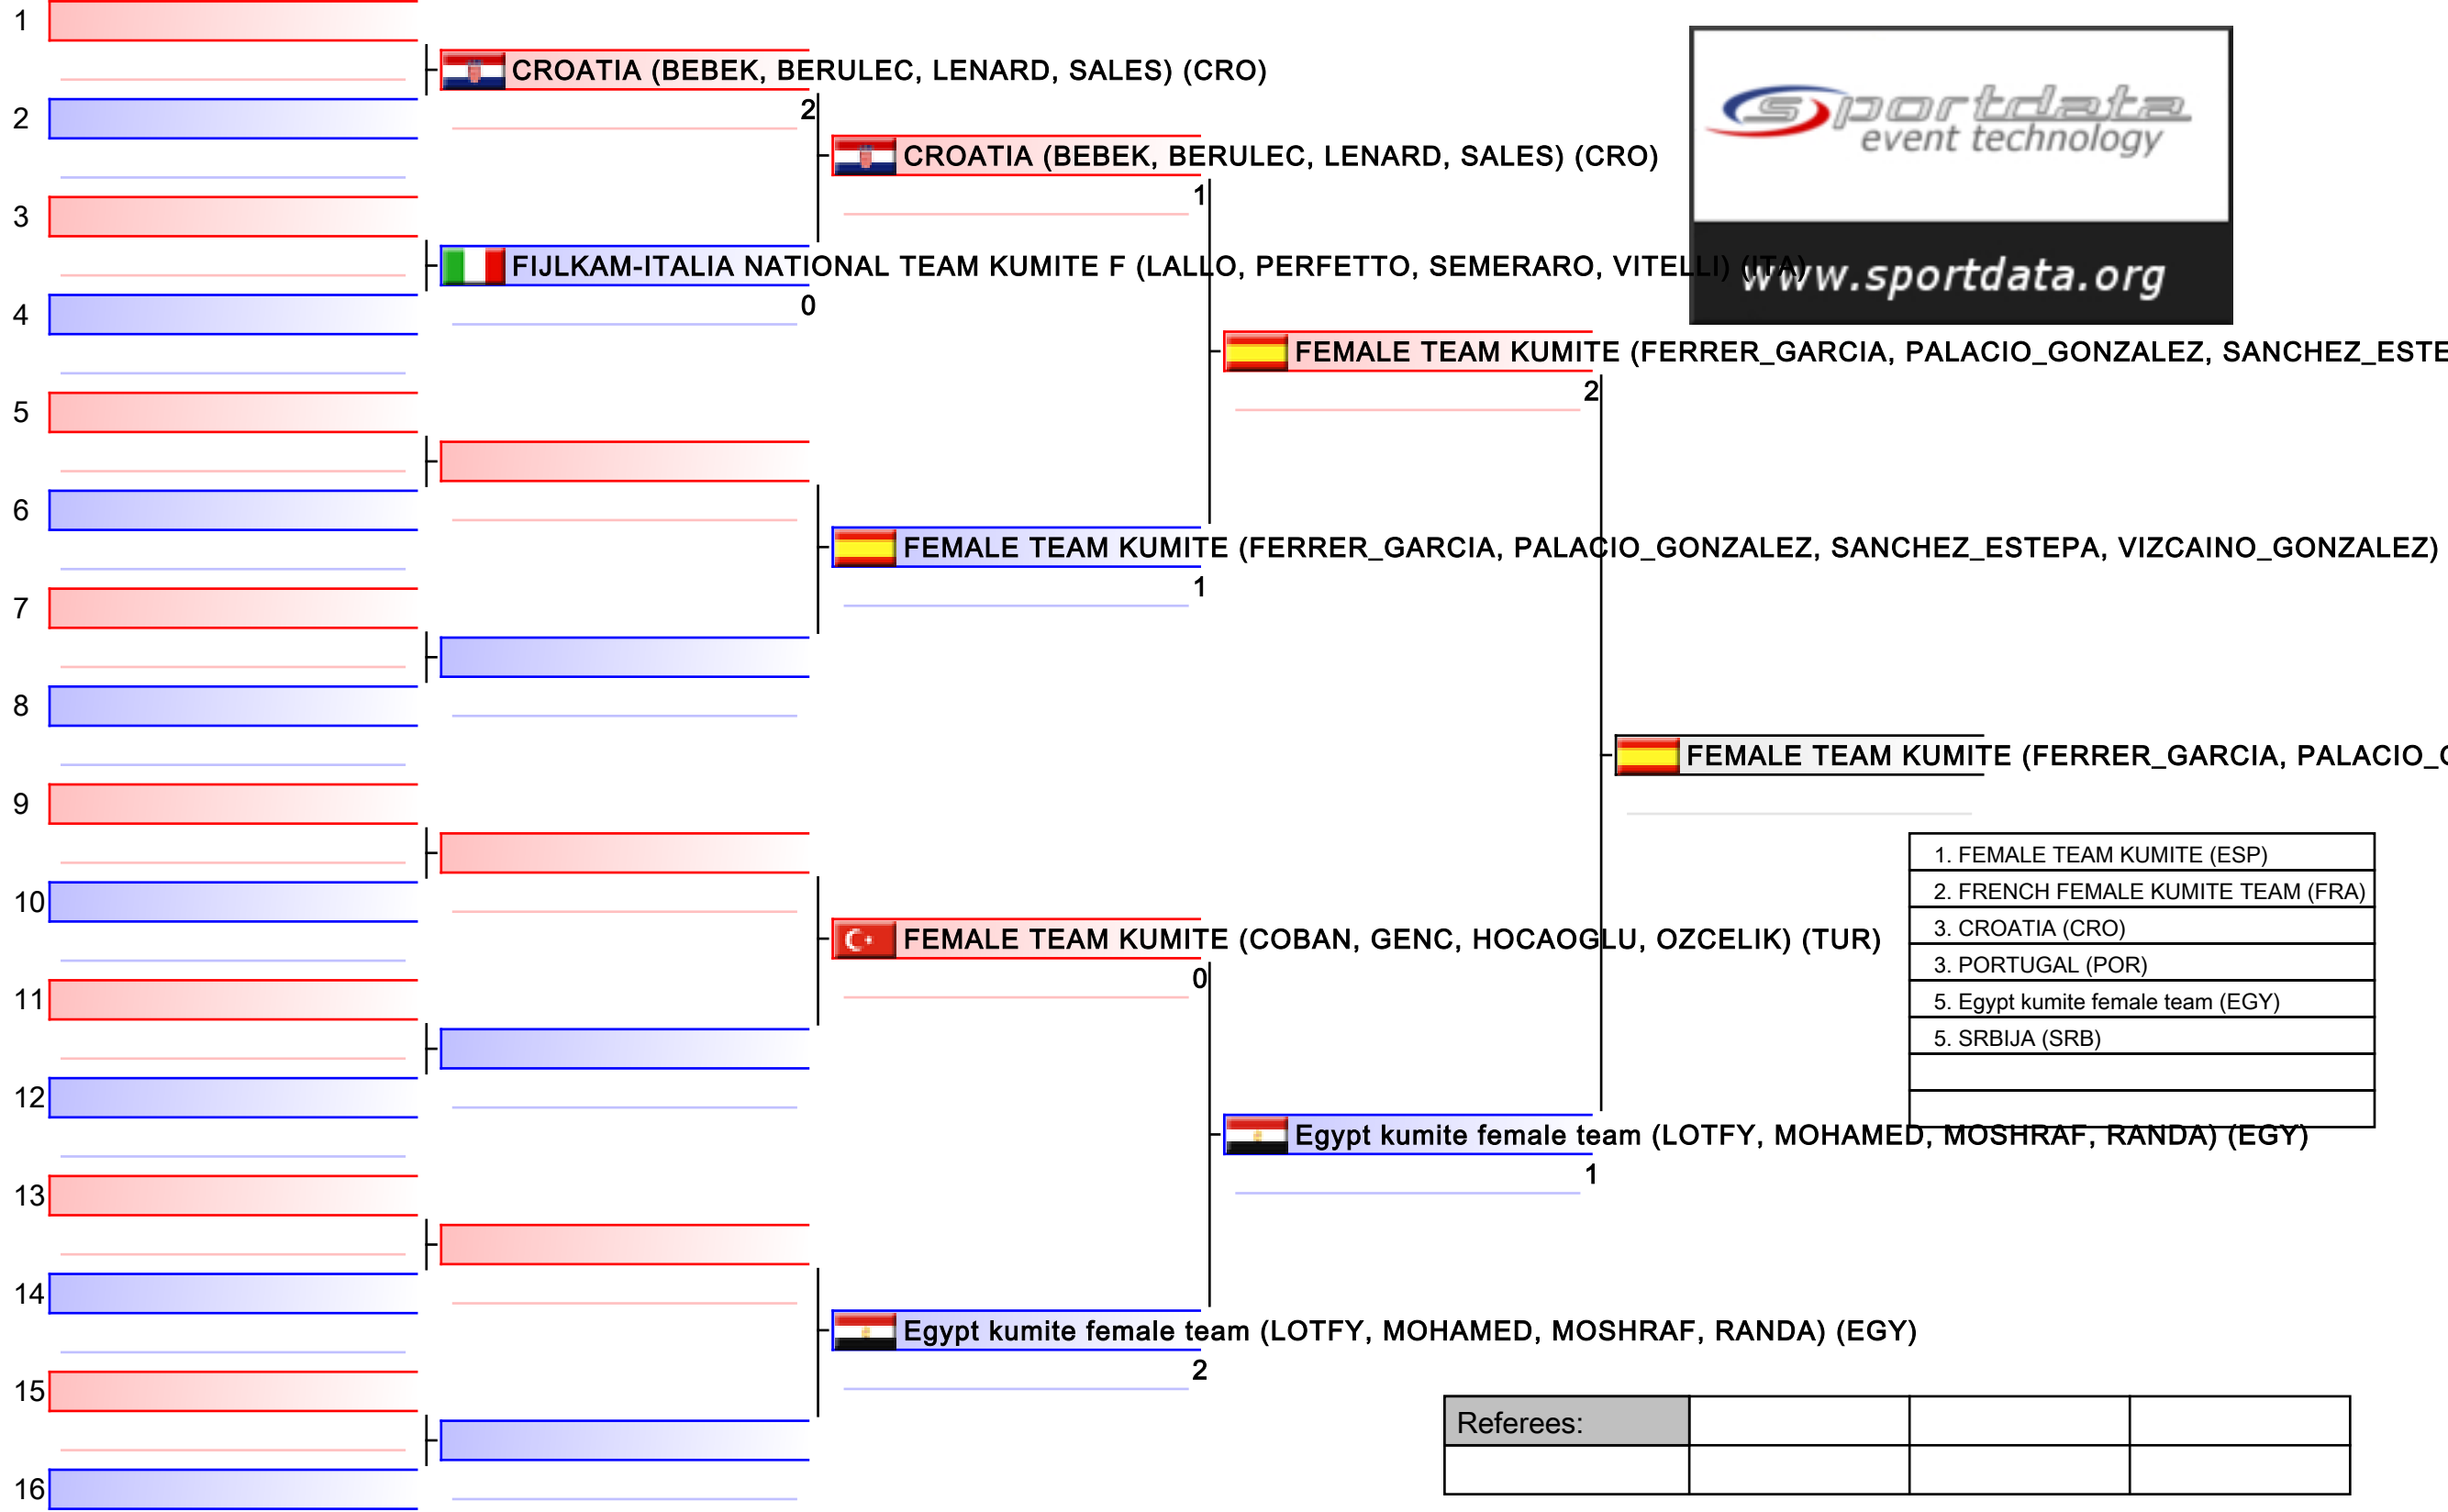 1
CROATIA (BEBEK, BERULEC, LENARD, SALES) (CRO)
2
2
CROATIA (BEBEK, BERULEC, LENARD, SALES) (CRO)
1
3
FIJLKAM-ITALIA NATIONAL TEAM KUMITE F (LALLO, PERFETTO, SEMERARO, VITELLI) (ITA)
0
4
sportdata
event technology
www.sportdata.org
FEMALE TEAM KUMITE (FERRER_GARCIA, PALACIO_GONZALEZ, SANCHEZ_ESTE
2
5
6
FEMALE TEAM KUMITE (FERRER_GARCIA, PALACIO_GONZALEZ, SANCHEZ_ESTEPA, VIZCAINO_GONZALEZ)
1
7
8
FEMALE TEAM KUMITE (FERRER_GARCIA, PALACIO_
9
10
FEMALE TEAM KUMITE (COBAN, GENC, HOCAOGLU, OZCELIK) (TUR)
0
11
12
1. FEMALE TEAM KUMITE (ESP)
2. FRENCH FEMALE KUMITE TEAM (FRA)
3. CROATIA (CRO)
3. PORTUGAL (POR)
5. Egypt kumite female team (EGY)
5. SRBIJA (SRB)
Egypt kumite female team (LOTFY, MOHAMED, MOSHRAF, RANDA) (EGY)
1
13
14
Egypt kumite female team (LOTFY, MOHAMED, MOSHRAF, RANDA) (EGY)
2
15
16
Referees: